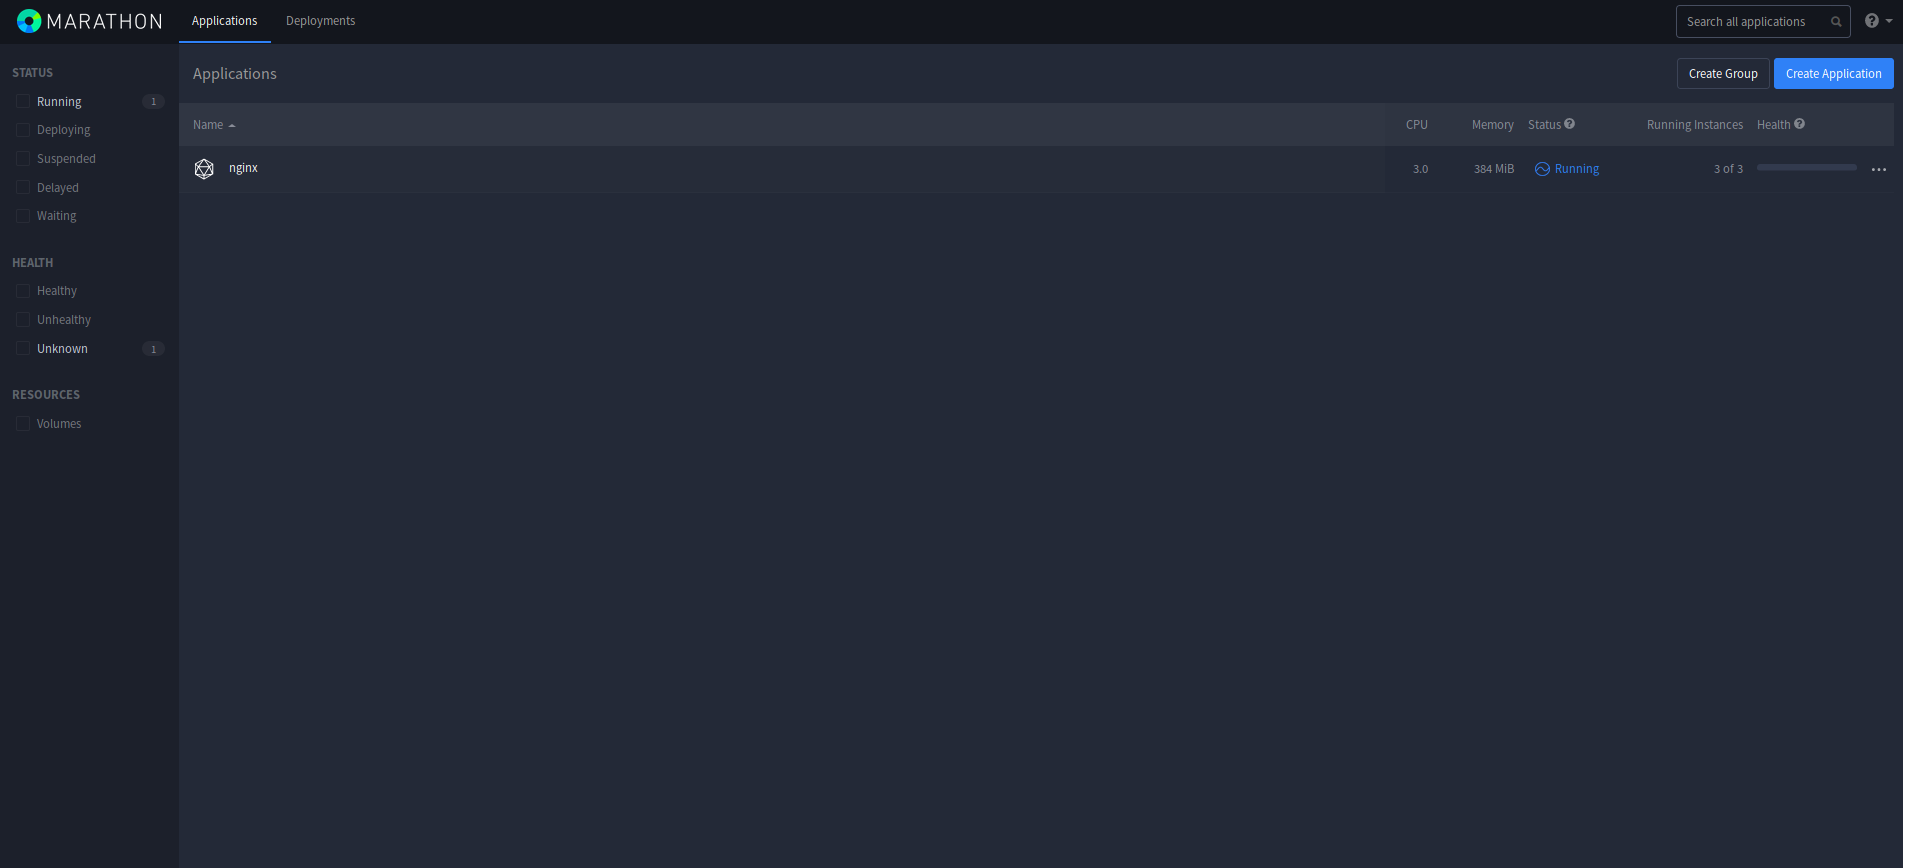 MARATHON
Applications
Deployments
Search all applications
STATUS
Running 1
Deploying
Suspended
Delayed
Waiting
HEALTH
Healthy
Unhealthy
Unknown 1
RESOURCES
Volumes
Applications
Create Group
Create Application
Name CPU Memory Status Running Instances Health
nginx 3.0 384 MiB Running 3 of 3 ...